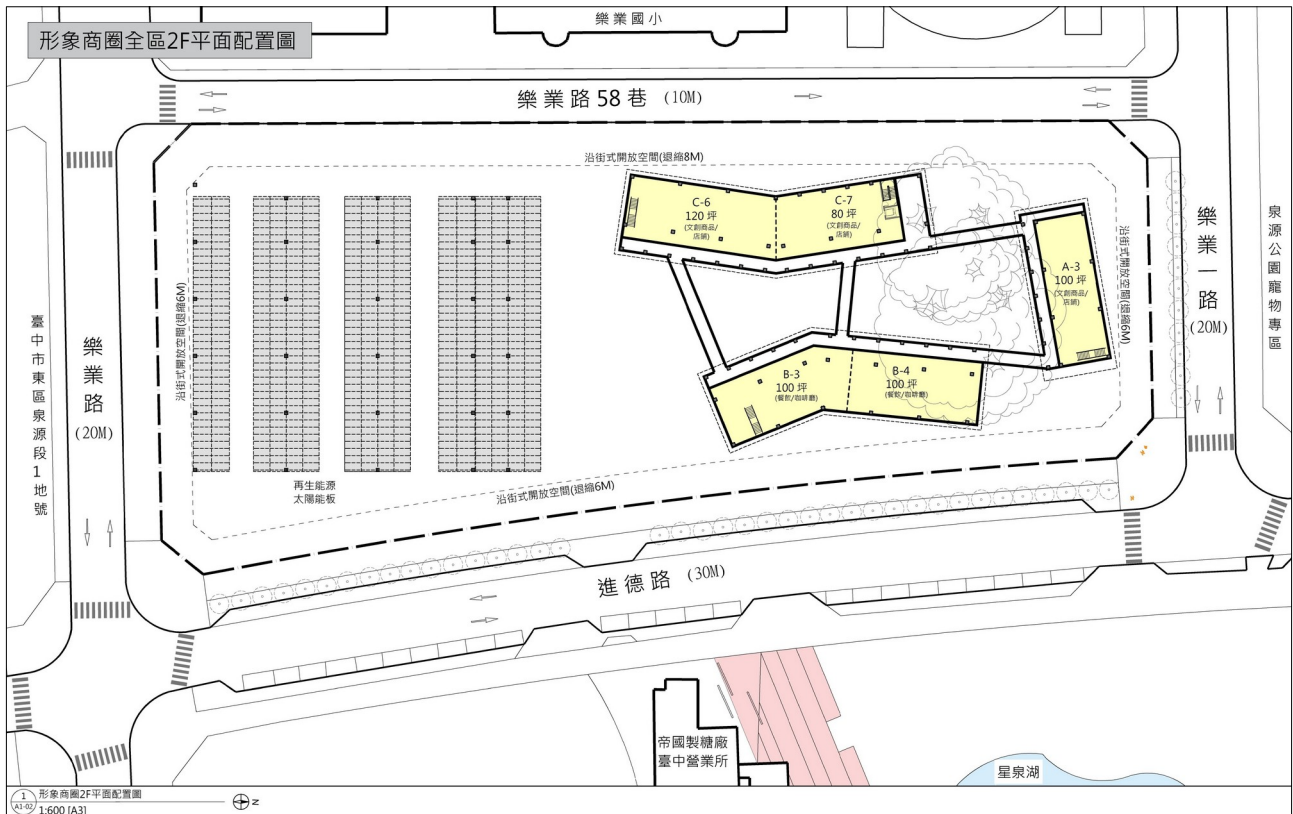 樂業國小
形象商圈全區2F平面配置圖
樂業路58巷 (10M)
沿街式開放空間(退縮8M)
C-6
120 坪
(文創商品/
店舖)
C-7
80 坪
(文創商品/
店舖)
A-3
100 坪
(文創商品/
店舖)
B-3
100 坪
(餐飲/咖啡廳)
B-4
100 坪
(餐飲/咖啡廳)
沿街式開放空間(退縮6M)
沿街式開放空間(退縮6M)
樂業一路
(20M)
泉源公園寵物專區
臺中市東區泉源段1地號
樂業路
(20M)
再生能源
太陽能板
沿街式開放空間(退縮6M)
進德路 (30M)
帝國製糖廠
臺中營業所
星泉湖
1
A1-02
形象商圈2F平面配置圖
1:600 [A3]
N